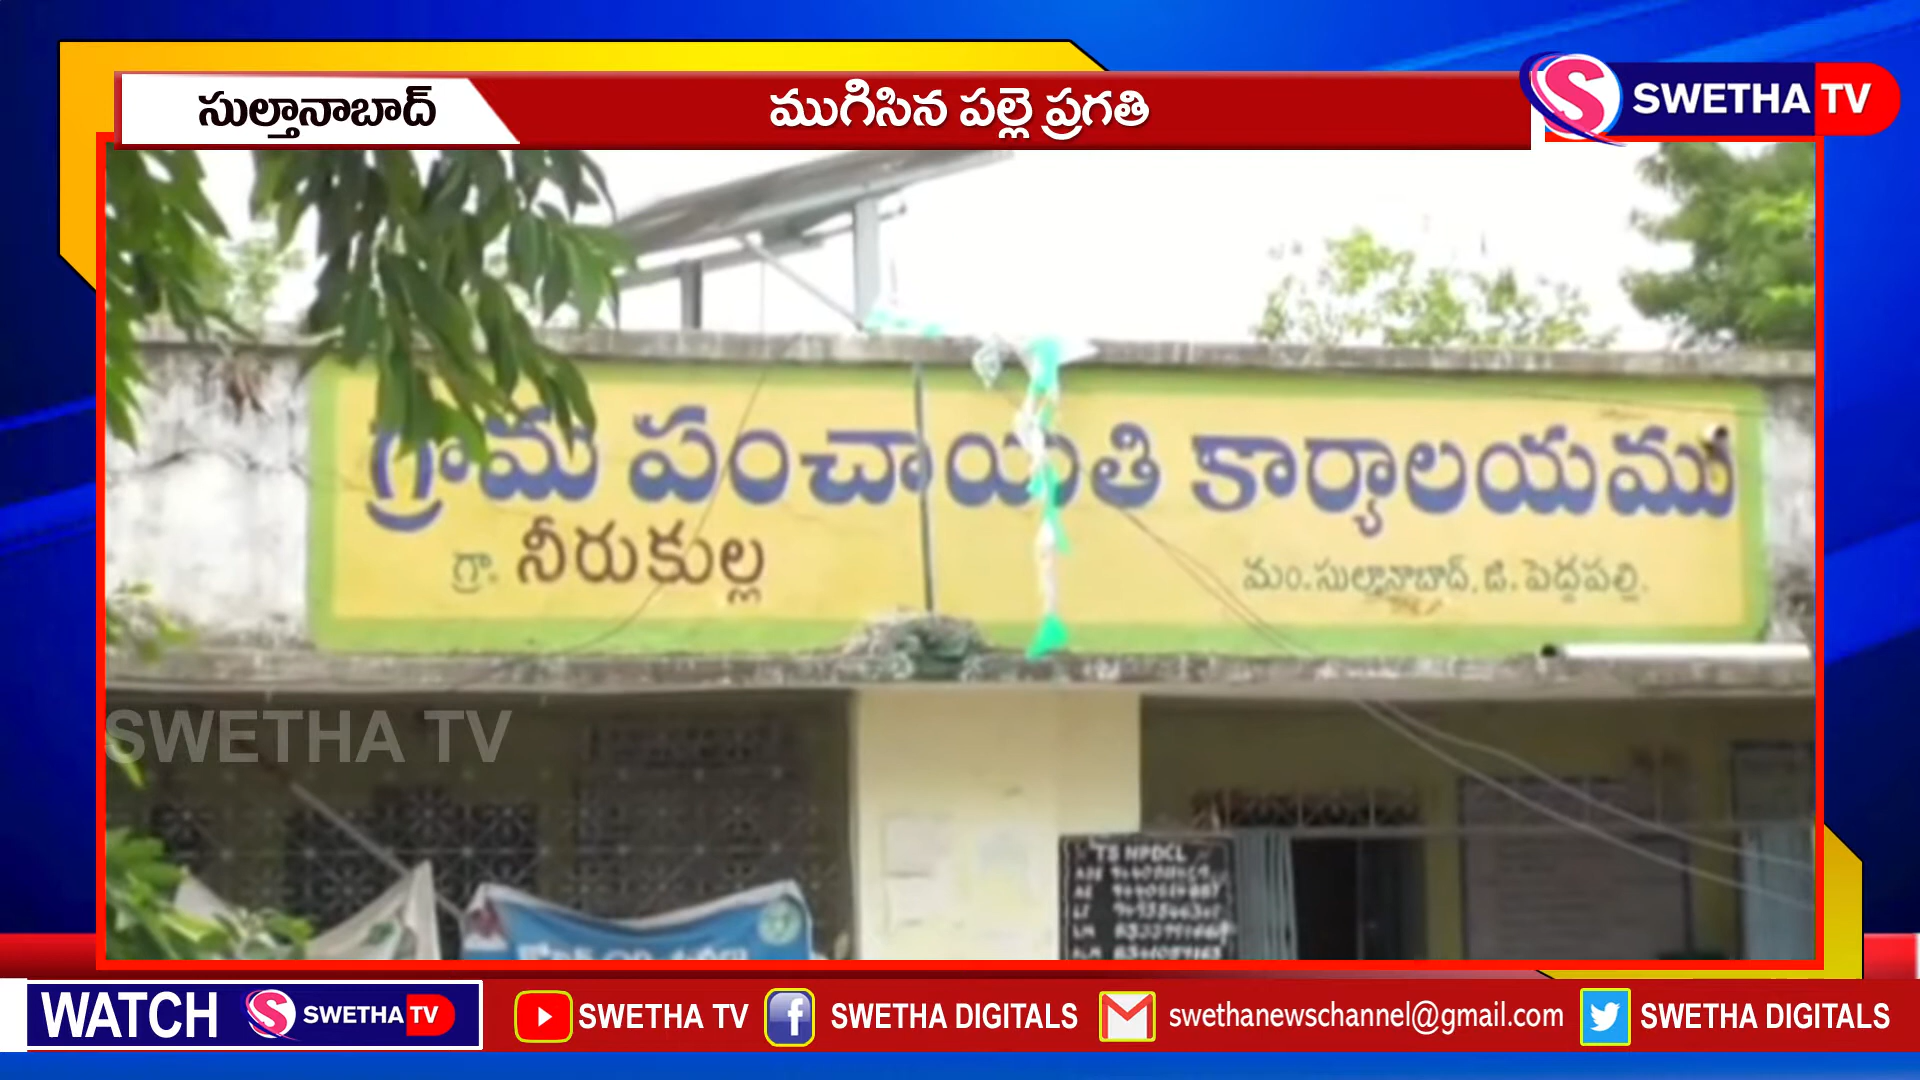 సుల్తానాబాద్
ముగిసిన పల్లె ప్రగతి
SWETHA TV
గ్రామ పంచాయితి కార్యాలయము
గ్రా. నీరుకుల్ల
మం.సుల్తానాబాద్, జి. పెద్దపల్లి.
SWETHA TV
TS NPDCL
WATCH SWETHA TV SWETHA TV SWETHA DIGITALS swethanewschannel@gmail.com SWETHA DIGITALS